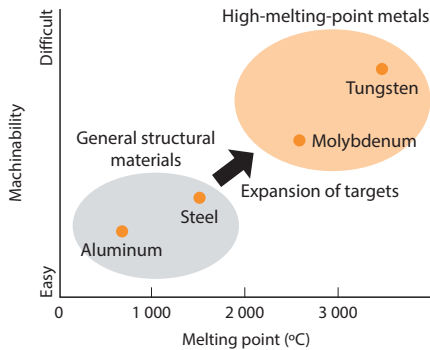 High-melting-point metals
Difficult
Tungsten
Molybdenum
General structural
materials
Machinability
Expansion of targets
Steel
Aluminum
Easy
0
1 000
2 000
3 000
Melting point (ºC)